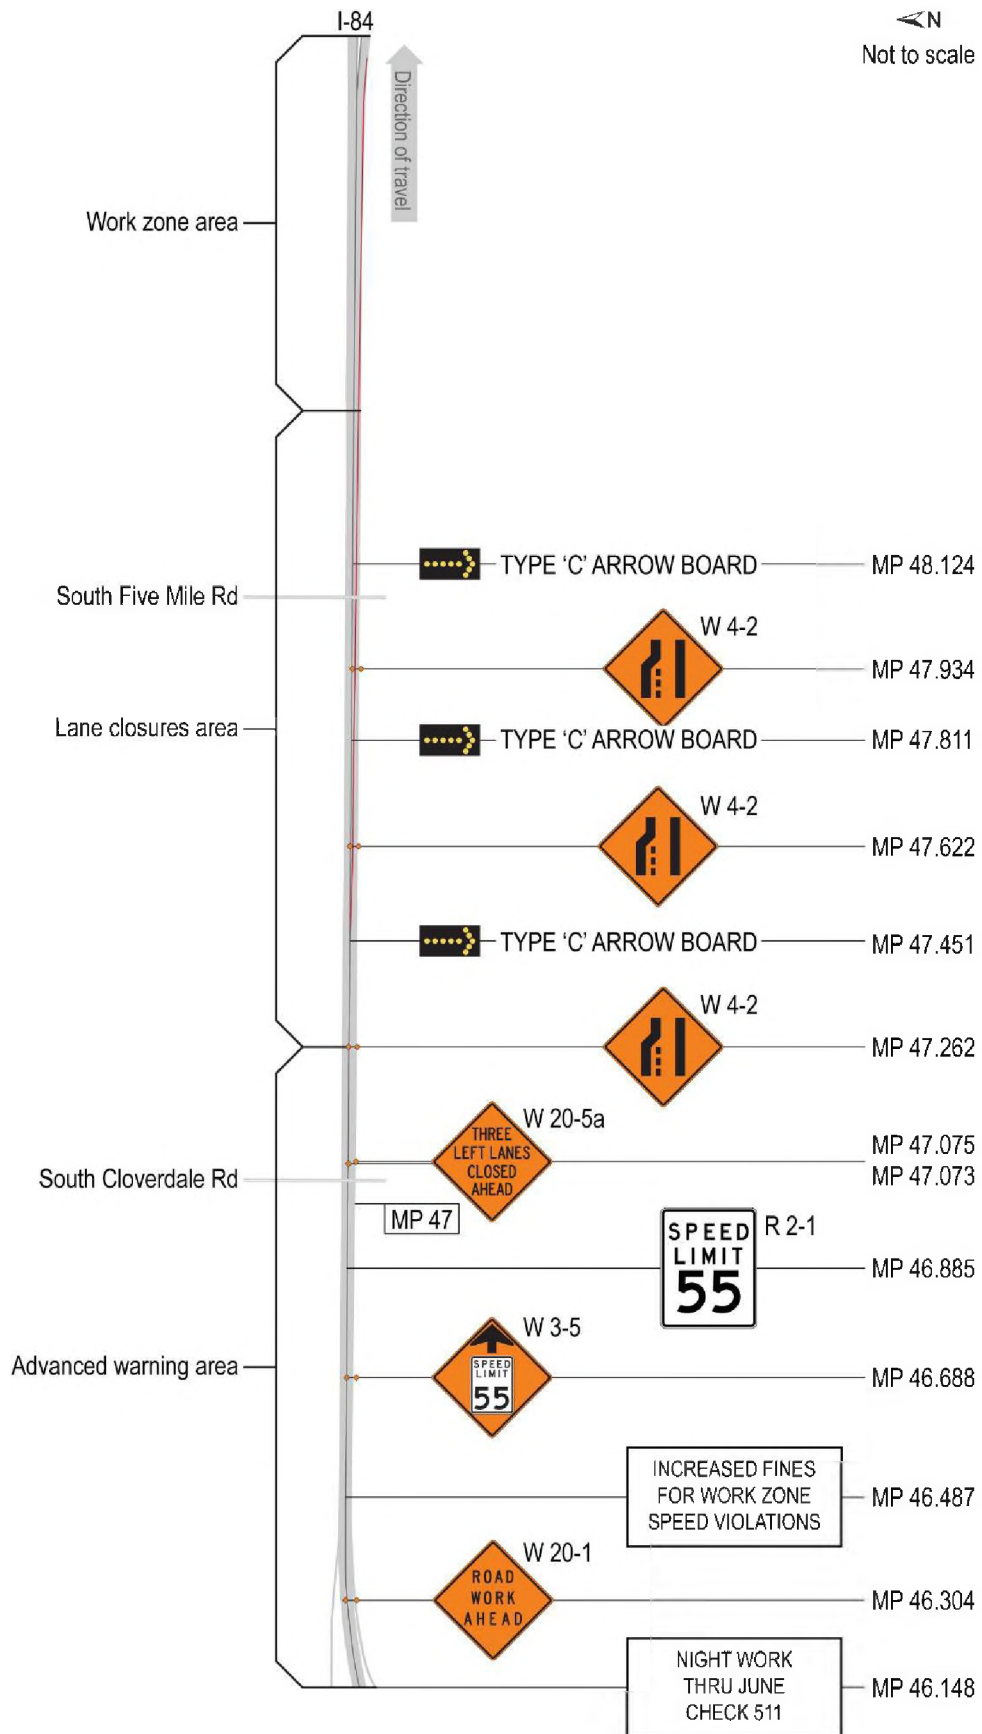 I-84
N
Not to scale
Direction of travel
Work zone area
TYPE ‘C’ ARROW BOARD
MP 48.124
South Five Mile Rd
W 4-2
MP 47.934
Lane closures area
TYPE ‘C’ ARROW BOARD
MP 47.811
W 4-2
MP 47.622
TYPE ‘C’ ARROW BOARD
MP 47.451
W 4-2
MP 47.262
W 20-5a
THREE
LEFT LANES
CLOSED
AHEAD
MP 47.075
MP 47.073
South Cloverdale Rd
MP 47
R 2-1
SPEED
LIMIT
55
MP 46.885
W 3-5
SPEED
LIMIT
55
MP 46.688
Advanced warning area
INCREASED FINES
FOR WORK ZONE
SPEED VIOLATIONS
MP 46.487
W 20-1
ROAD
WORK
AHEAD
MP 46.304
NIGHT WORK
THRU JUNE
CHECK 511
MP 46.148